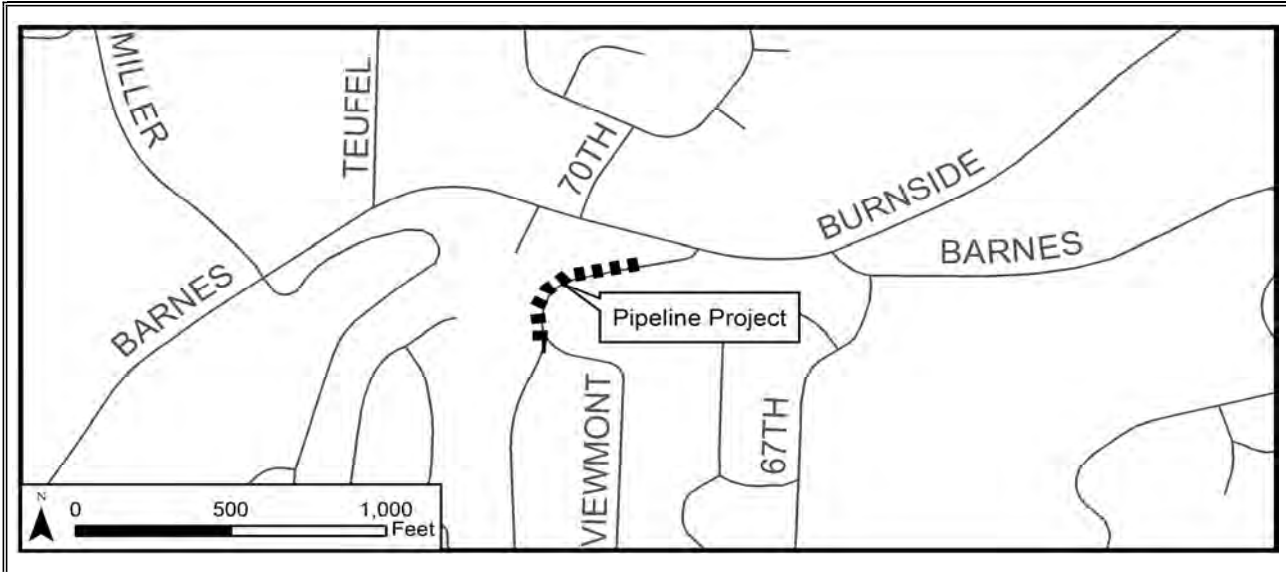 MILLER
TEUFEL
70TH
BURNSIDE
BARNES
BARNES
Pipeline Project
VIEWMONT
67TH
N
0 500 1,000
Feet